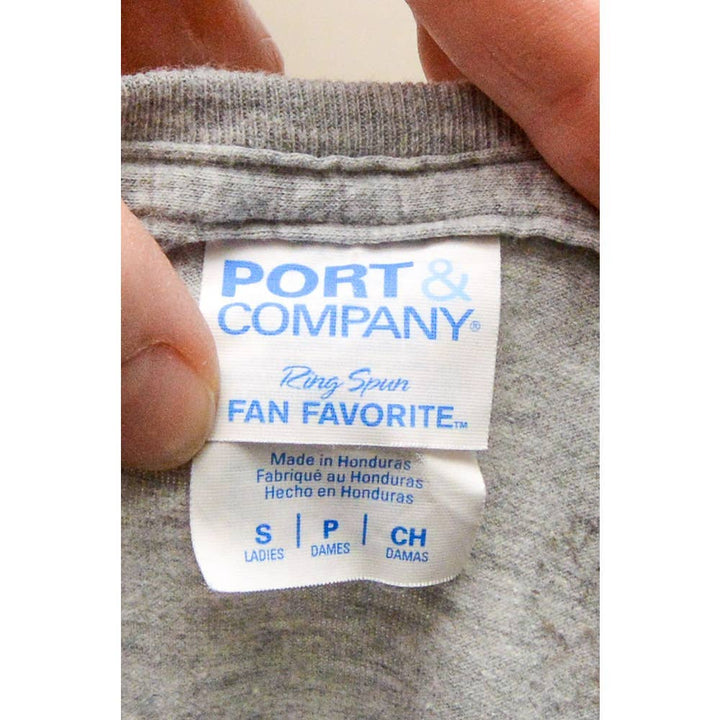 PORT &
COMPANY®
Ring Spun
FAN FAVORITE™
Made in Honduras
Fabriqué au Honduras
Hecho en Honduras
S | P | CH
LADIES DAMES DAMAS